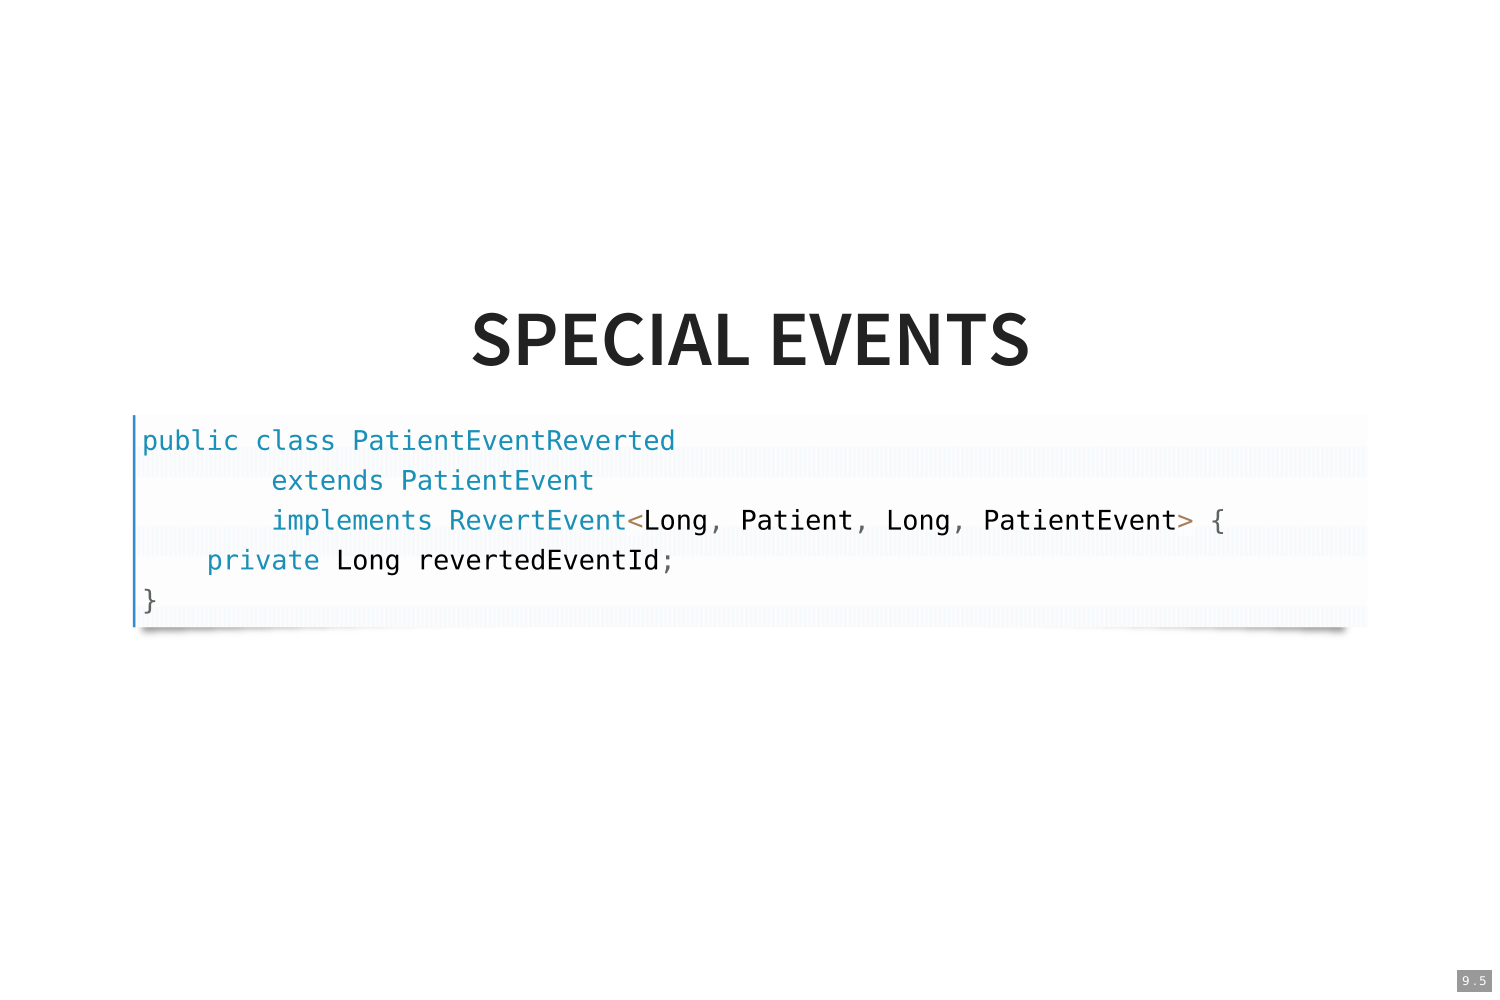 SPECIAL EVENTS
public class PatientEventReverted
        extends PatientEvent
        implements RevertEvent<Long, Patient, Long, PatientEvent> {
    private Long revertedEventId;
}
9.5